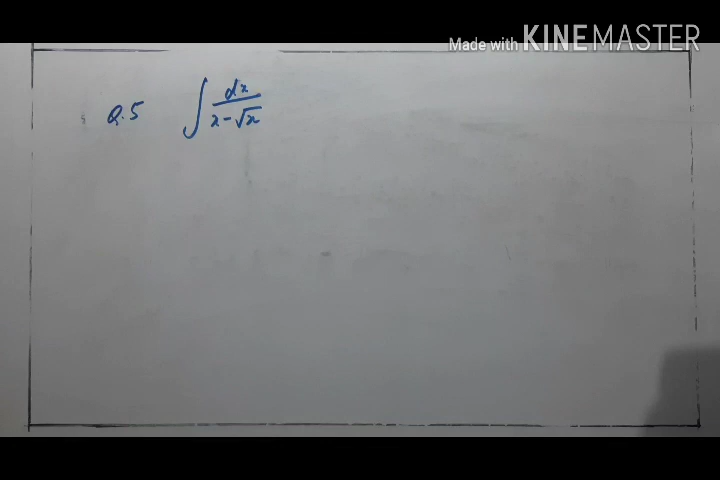 Made with KINEMASTER
Q.5 ∫ dx / (x - √x)